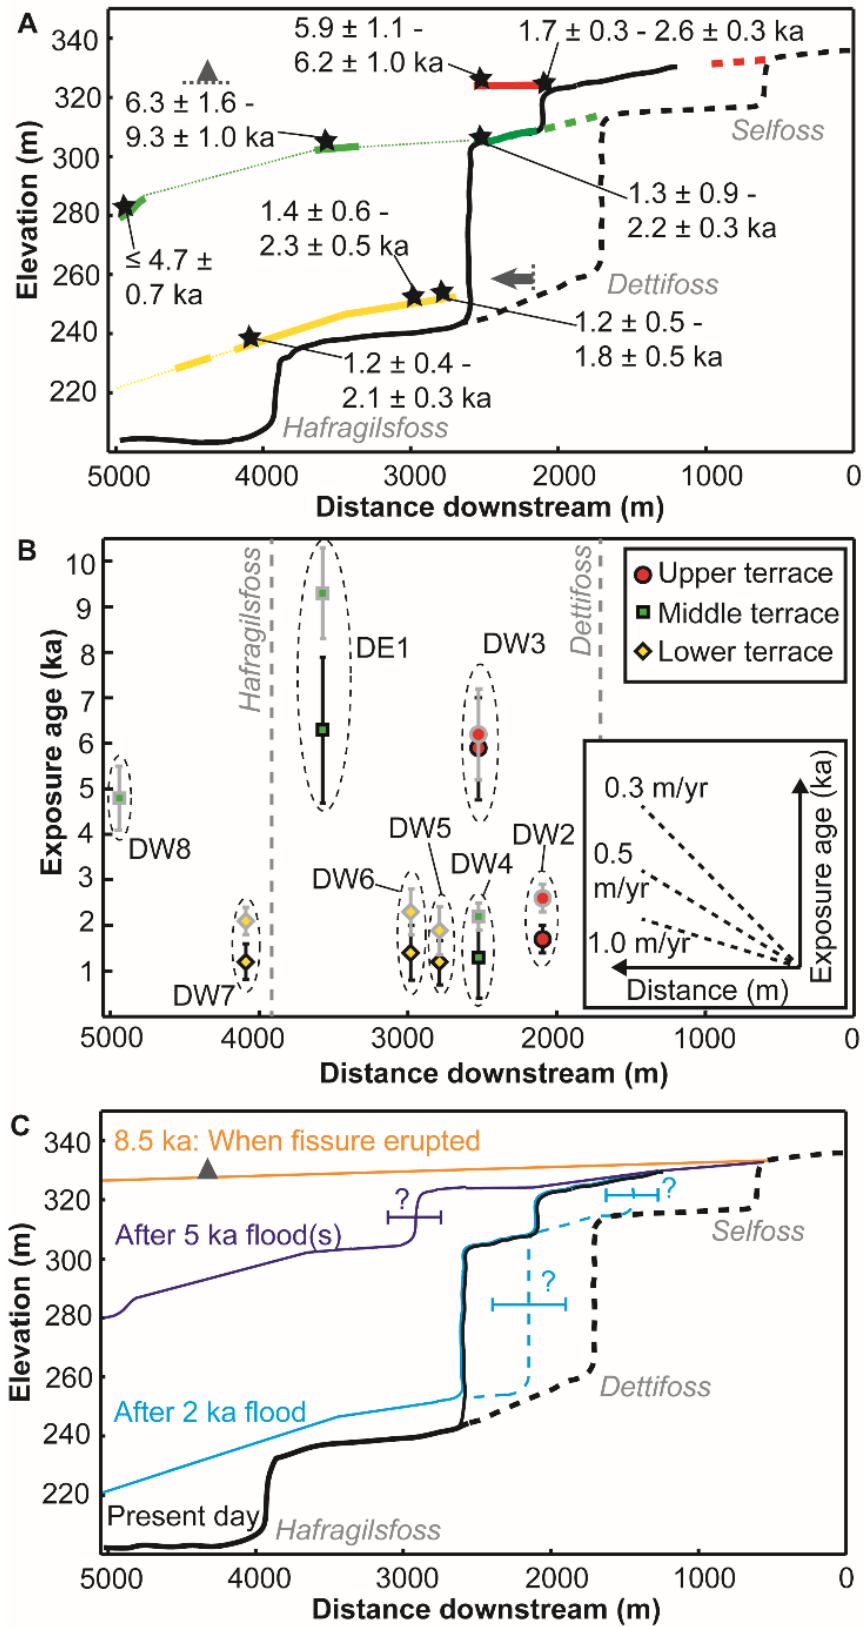 A
340
320
300
280
260
240
220
Elevation (m)
5.9 ± 1.1 -
6.2 ± 1.0 ka
1.7 ± 0.3 - 2.6 ± 0.3 ka
6.3 ± 1.6 -
9.3 ± 1.0 ka
Selfoss
1.3 ± 0.9 -
2.2 ± 0.3 ka
1.4 ± 0.6 -
2.3 ± 0.5 ka
≤ 4.7 ±
0.7 ka
Dettifoss
1.2 ± 0.5 -
1.8 ± 0.5 ka
1.2 ± 0.4 -
2.1 ± 0.3 ka
Hafragilsfoss
5000 4000 3000 2000 1000 0
Distance downstream (m)
B
10
9
8
7
6
5
4
3
2
1
Exposure age (ka)
Hafragilsfoss
Dettifoss
Upper terrace
Middle terrace
Lower terrace
DE1
DW3
DW8
DW5
DW2
DW4
DW6
DW7
0.3 m/yr
0.5
m/yr
1.0 m/yr
Distance (m)
Exposure age (ka)
5000 4000 3000 2000 1000 0
Distance downstream (m)
C
340
320
300
280
260
240
220
Elevation (m)
8.5 ka: When fissure erupted
?
?
After 5 ka flood(s)
Selfoss
?
Dettifoss
After 2 ka flood
Present day
Hafragilsfoss
5000 4000 3000 2000 1000 0
Distance downstream (m)